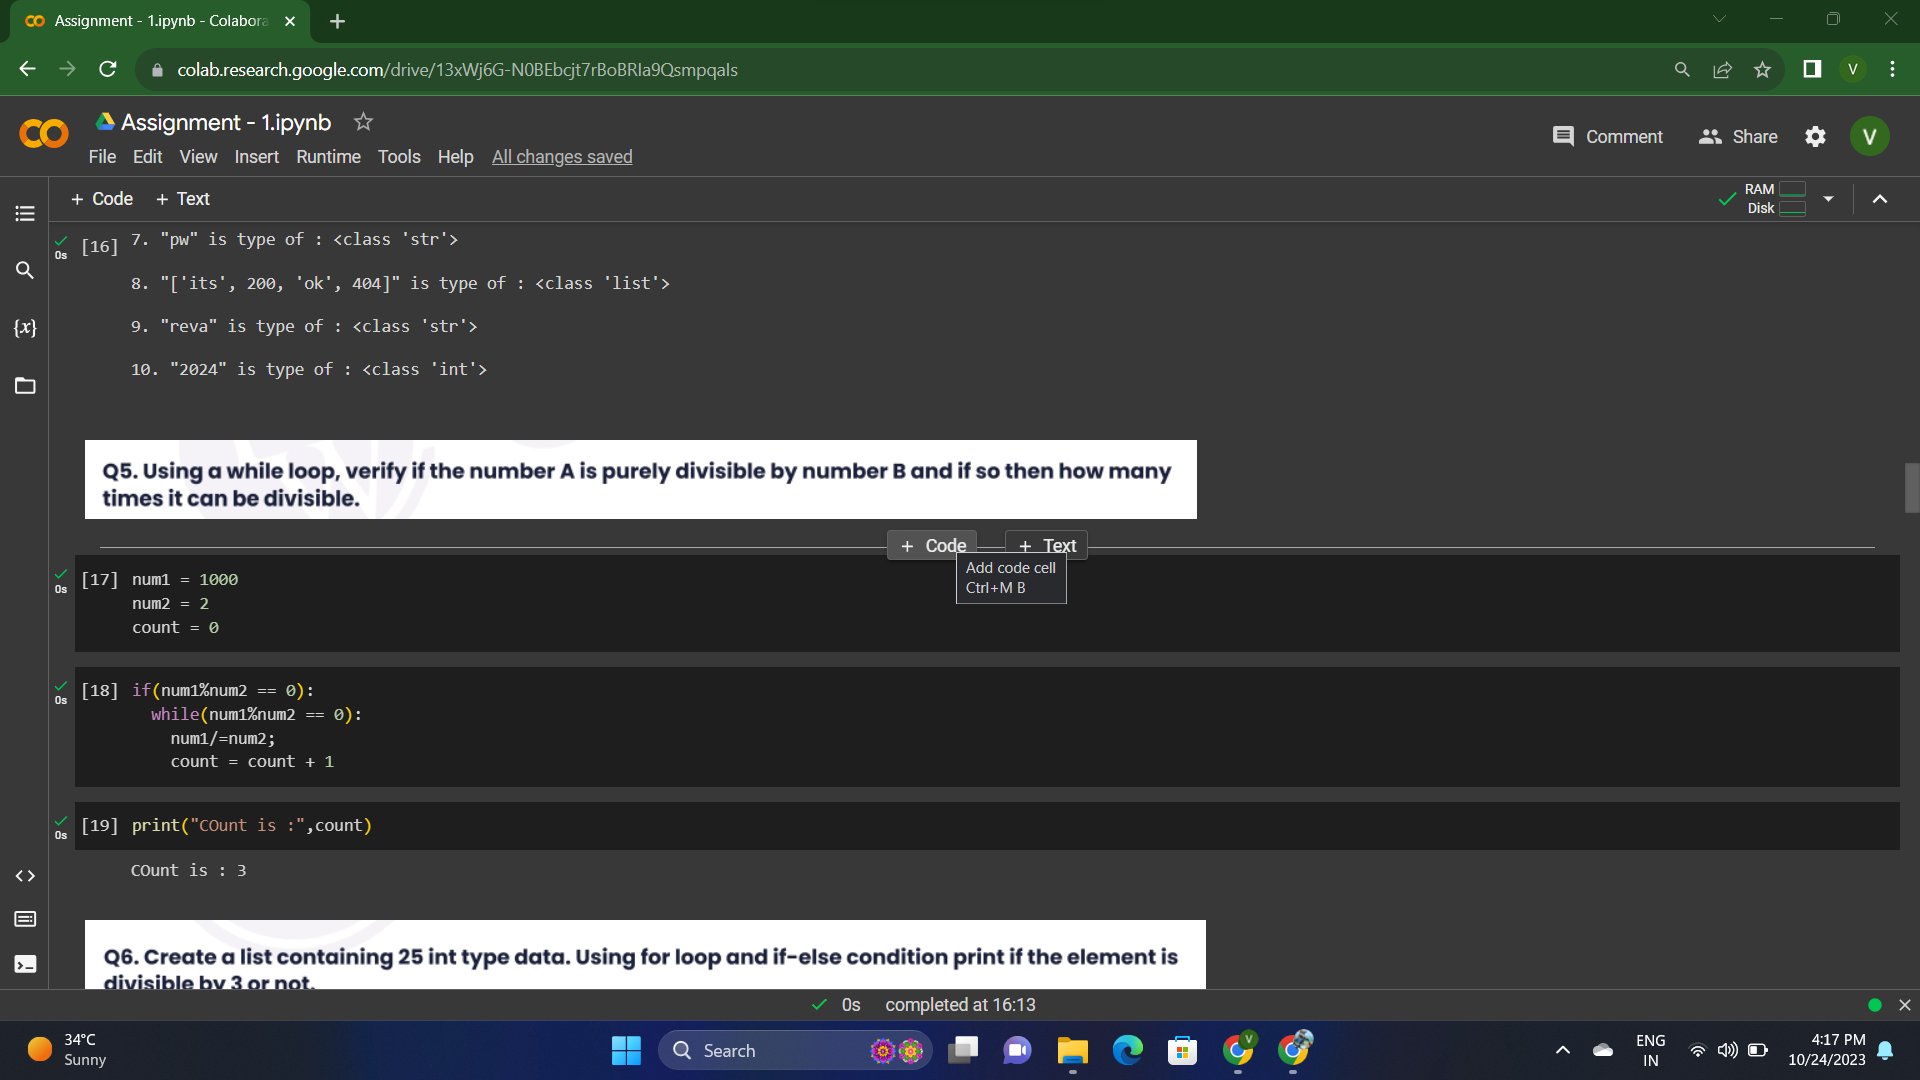 Assignment - 1.ipynb - Colabora
colab.research.google.com/drive/13xWj6G-N0BEbcjt7rBoBRIa9Qsmpqals
V
Assignment - 1.ipynb
File Edit View Insert Runtime Tools Help All changes saved
Comment
Share
V
+ Code + Text
RAM
Disk
{x}
0s
[16] 7. "pw" is type of : <class 'str'>
8. "['its', 200, 'ok', 404]" is type of : <class 'list'>
9. "reva" is type of : <class 'str'>
10. "2024" is type of : <class 'int'>
Q5. Using a while loop, verify if the number A is purely divisible by number B and if so then how many
times it can be divisible.
+ Code + Text
Add code cell
Ctrl+M B
0s
[17] num1 = 1000
num2 = 2
count = 0
0s
[18] if(num1%num2 == 0):
while(num1%num2 == 0):
num1/=num2;
count = count + 1
0s
[19] print("COunt is :",count)
COunt is : 3
Q6. Create a list containing 25 int type data. Using for loop and if-else condition print if the element is
divisible by 3 or not.
0s completed at 16:13
34°C
Sunny
Search
V
ENG
IN
4:17 PM
10/24/2023